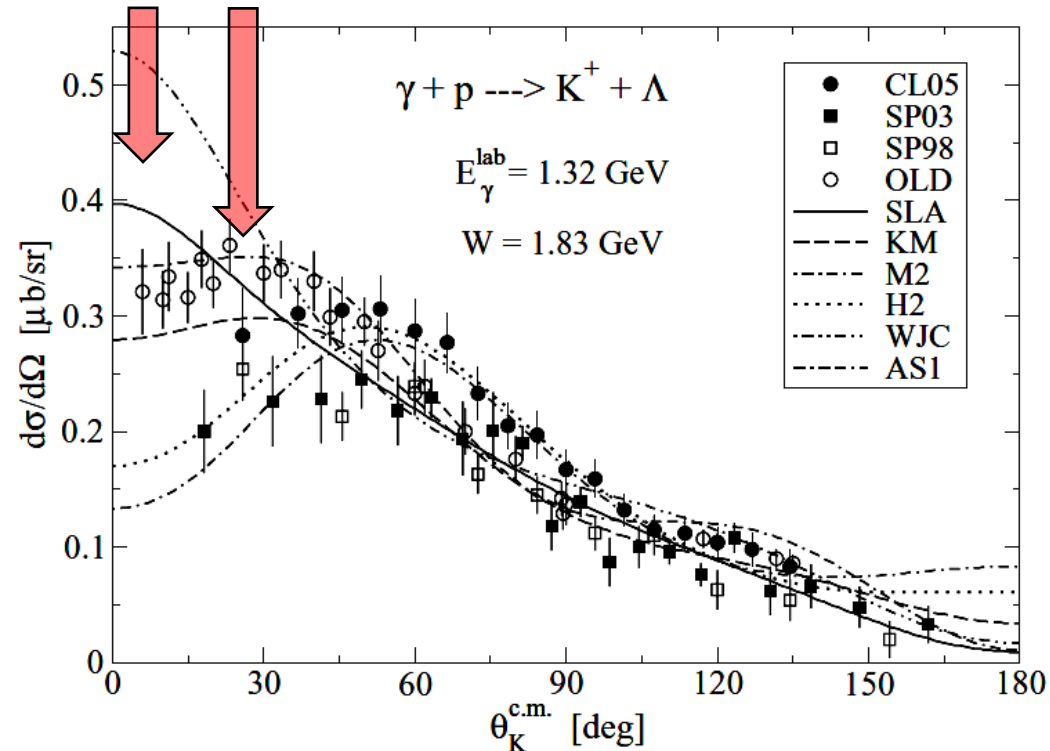 γ + p ---> K⁺ + Λ
E_γ^lab = 1.32 GeV
W = 1.83 GeV
CL05
SP03
SP98
OLD
SLA
KM
M2
H2
WJC
AS1
dσ/dΩ [μ b/sr]
0.5
0.4
0.3
0.2
0.1
0
0 30 60 90 120 150 180
θ_K^c.m. [deg]